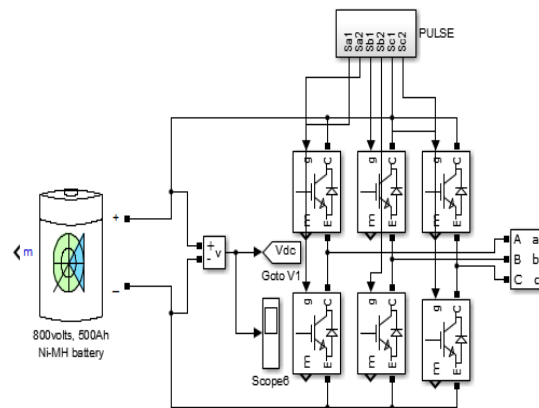 PULSE
Sa1
Sa2
Sb1
Sb2
Sc1
Sc2
g C
g C
g C
m E
m E
m E
+
m
_
+
-
v
Vdc
Goto V1
A a
B b
C c
g C
g C
g C
m E
m E
m E
Scope6
800volts, 500Ah
Ni-MH battery